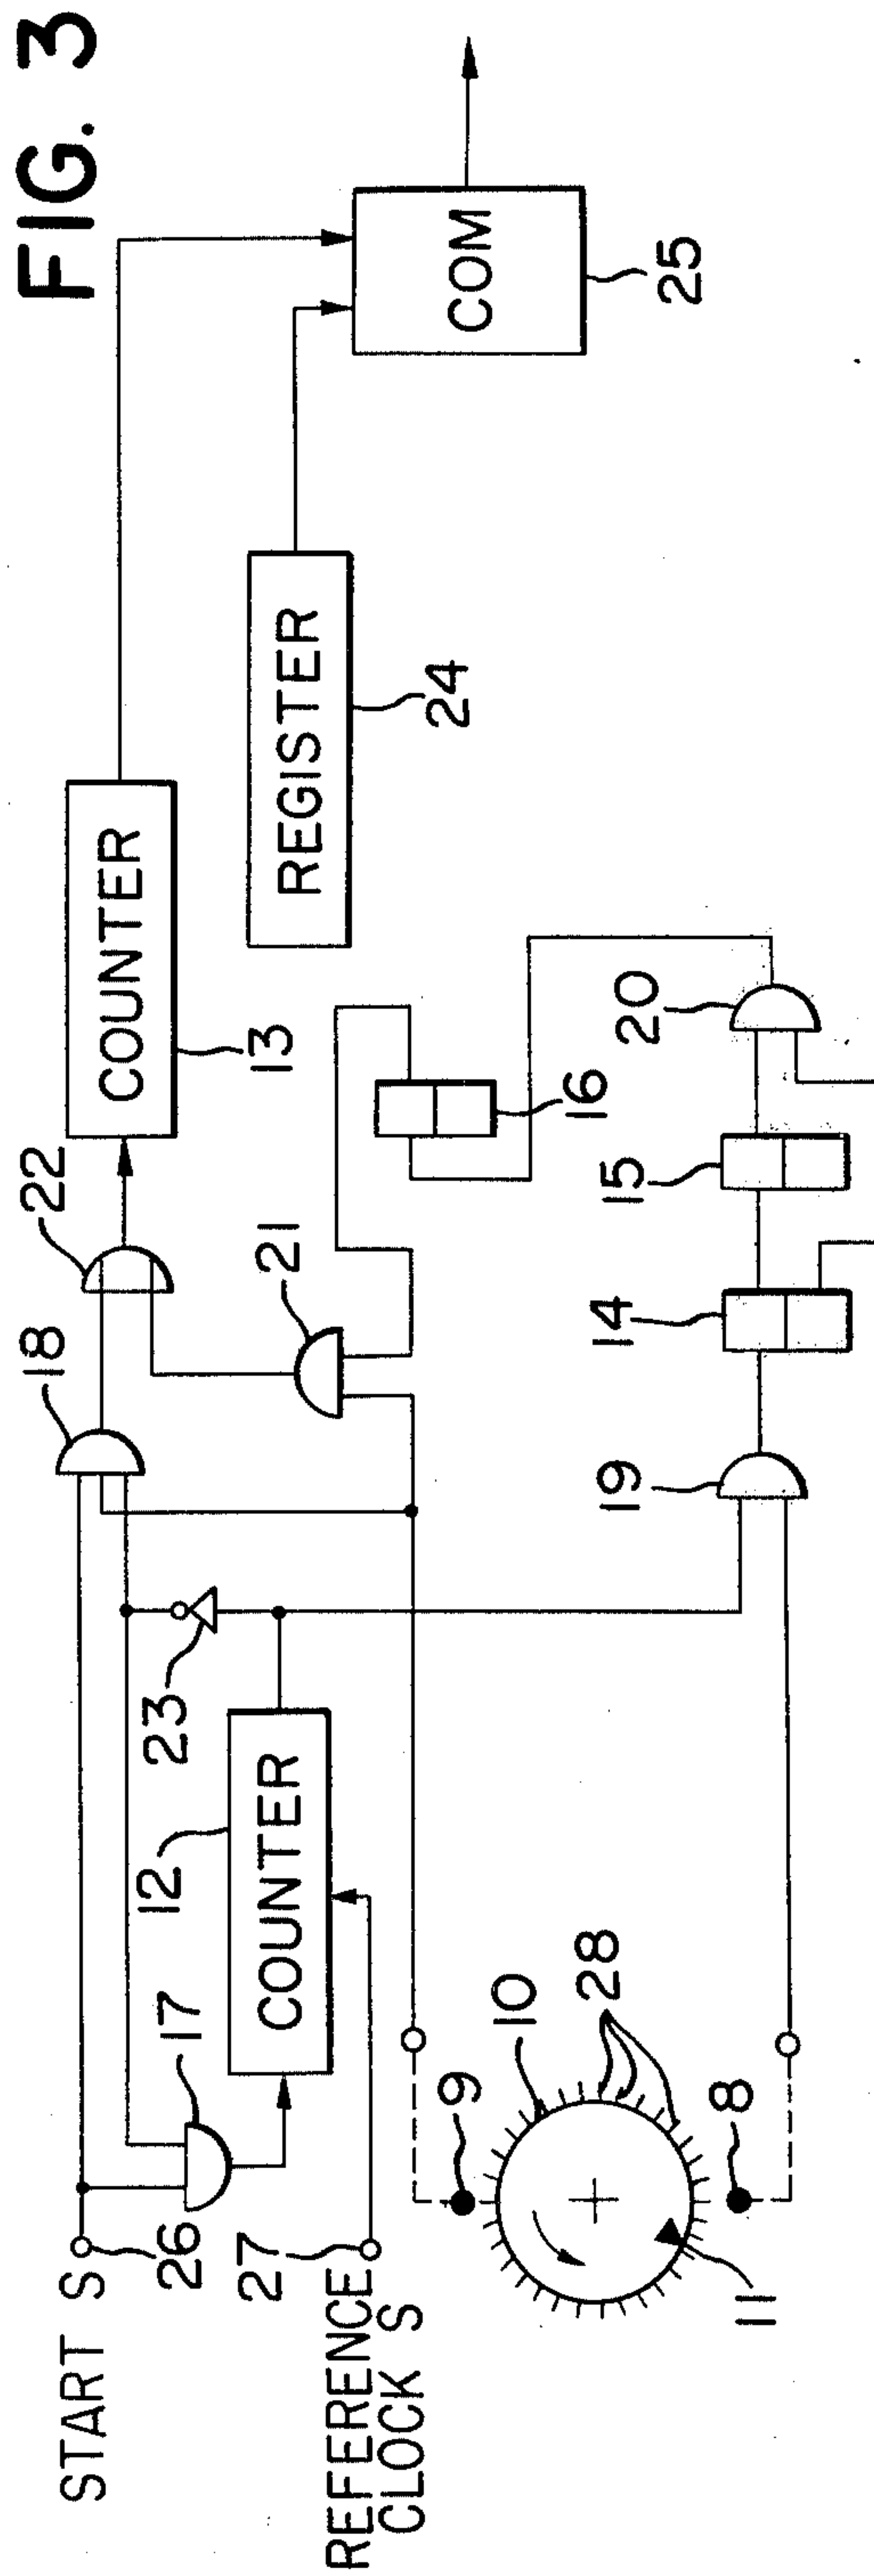 FIG. 3
START S
26
17
12
COUNTER
23
18
22
COUNTER
13
27
REFERENCE
CLOCK S
21
REGISTER
24
COM
25
16
9
10
28
8
11
19
14
15
20